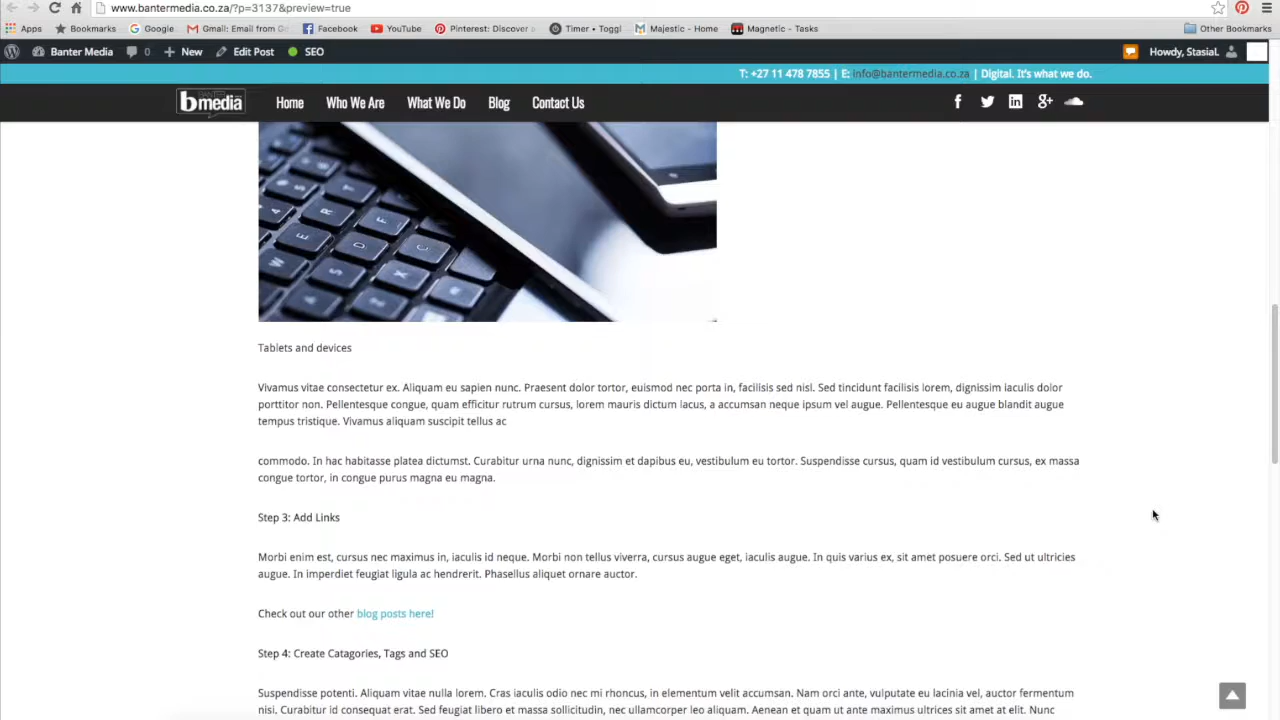 www.bantermedia.co.za/?p=3137&preview=true
Apps Bookmarks Google Gmail: Email from Go Facebook YouTube Pinterest: Discover a Timer • Toggl Majestic - Home Magnetic - Tasks Other Bookmarks
Banter Media 0 New Edit Post SEO Howdy, Stasial.
T: +27 11 478 7855 | E: info@bantermedia.co.za | Digital. It's what we do.
bmedia Home Who We Are What We Do Blog Contact Us
Tablets and devices
Vivamus vitae consectetur ex. Aliquam eu sapien nunc. Praesent dolor tortor, euismod nec porta in, facilisis sed nisl. Sed tincidunt facilisis lorem, dignissim iaculis dolor
porttitor non. Pellentesque congue, quam efficitur rutrum cursus, lorem mauris dictum lacus, a accumsan neque ipsum vel augue. Pellentesque eu augue blandit augue
tempus tristique. Vivamus aliquam suscipit tellus ac
commodo. In hac habitasse platea dictumst. Curabitur urna nunc, dignissim et dapibus eu, vestibulum eu tortor. Suspendisse cursus, quam id vestibulum cursus, ex massa
congue tortor, in congue purus magna eu magna.
Step 3: Add Links
Morbi enim est, cursus nec maximus in, iaculis id neque. Morbi non tellus viverra, cursus augue eget, iaculis augue. In quis varius ex, sit amet posuere orci. Sed ut ultricies
augue. In imperdiet feugiat ligula ac hendrerit. Phasellus aliquet ornare auctor.
Check out our other blog posts here!
Step 4: Create Catagories, Tags and SEO
Suspendisse potenti. Aliquam vitae nulla lorem. Cras iaculis odio nec mi rhoncus, in elementum velit accumsan. Nam orci ante, vulputate eu lacinia vel, auctor fermentum
nisi. Curabitur id consequat erat. Sed feugiat libero et massa sollicitudin, nec ullamcorper leo aliquam. Aenean et quam ut ante maximus ultrices sit amet at elit. Nunc